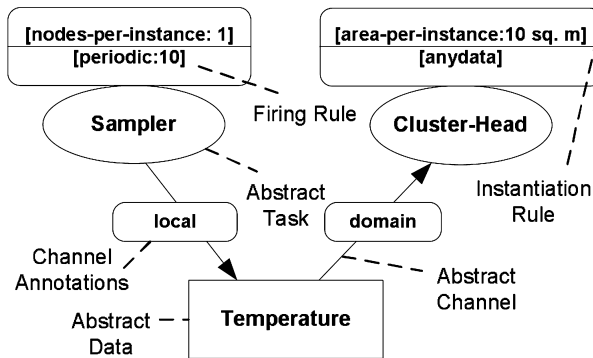 [nodes-per-instance: 1]
[periodic:10]
[area-per-instance:10 sq. m]
[anydata]
Firing Rule
Sampler
Cluster-Head
Abstract
Task
Instantiation
Rule
local
domain
Channel
Annotations
Abstract
Channel
Abstract
Data
Temperature